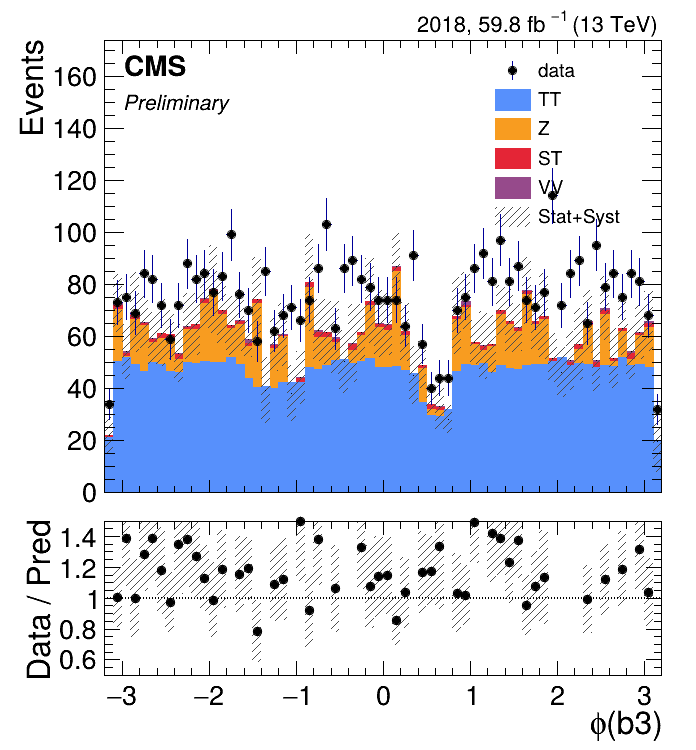 2018, 59.8 fb⁻¹ (13 TeV)
CMS
Preliminary
Events
160
140
120
100
80
60
40
20
0
data
TT
Z
ST
VV
Stat+Syst
Data / Pred
1.4
1.2
1
0.8
0.6
−3 −2 −1 0 1 2 3
ϕ(b3)